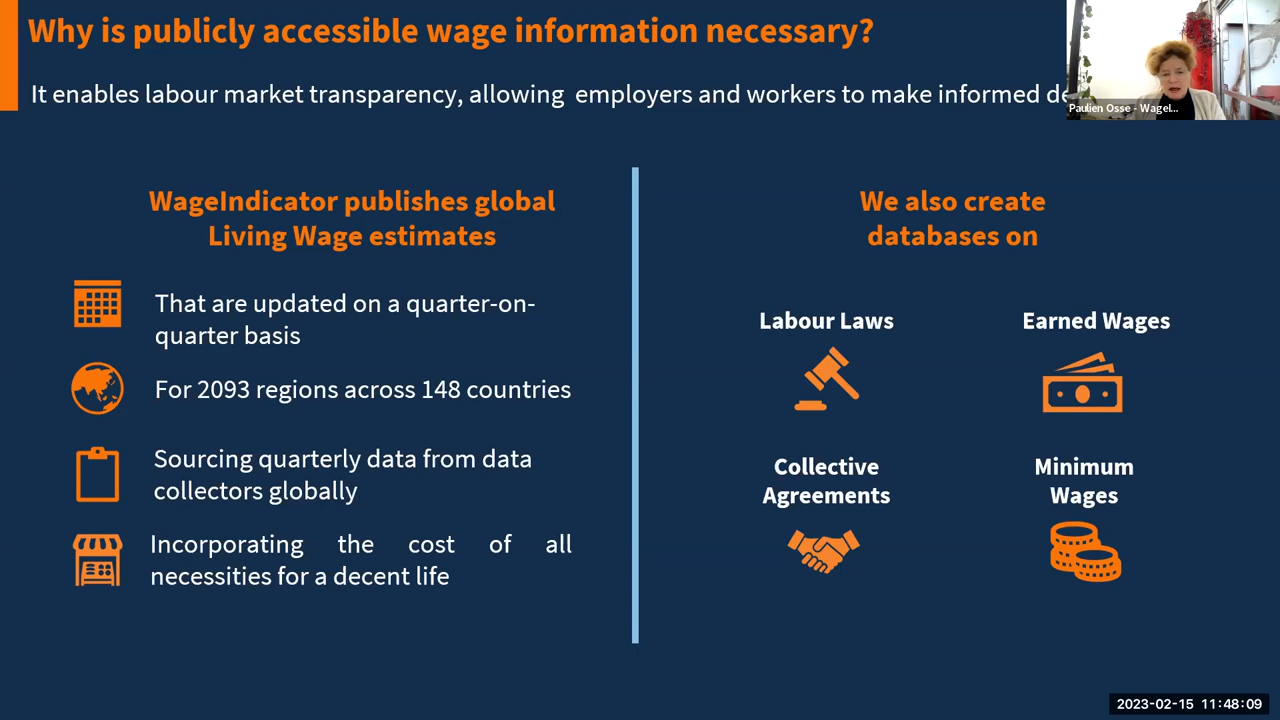 Why is publicly accessible wage information necessary?
It enables labour market transparency, allowing employers and workers to make informed
Paulien Osse - Wagel...
WageIndicator publishes global
Living Wage estimates
That are updated on a quarter-on-
quarter basis
For 2093 regions across 148 countries
Sourcing quarterly data from data
collectors globally
Incorporating the cost of all
necessities for a decent life
We also create
databases on
Labour Laws
Earned Wages
Collective
Agreements
Minimum
Wages
2023-02-15 11:48:09